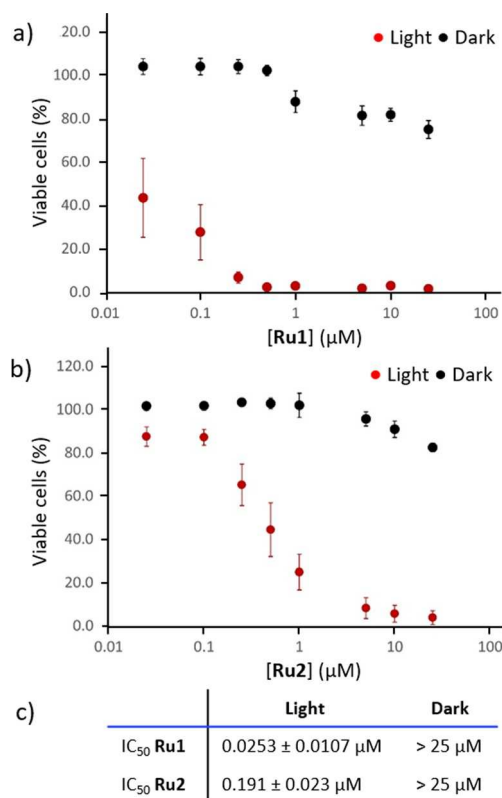 a)
20.0
Light Dark
100.0
80.0
60.0
40.0
20.0
0.0
Viable cells (%)
0.01 0.1 1 10 100
[Ru1] (µM)
b)
120.0
Light Dark
100.0
80.0
60.0
40.0
20.0
0.0
Viable cells (%)
0.01 0.1 1 10 100
[Ru2] (µM)
c)
Light Dark
IC50 Ru1 0.0253 ± 0.0107 µM > 25 µM
IC50 Ru2 0.191 ± 0.023 µM > 25 µM